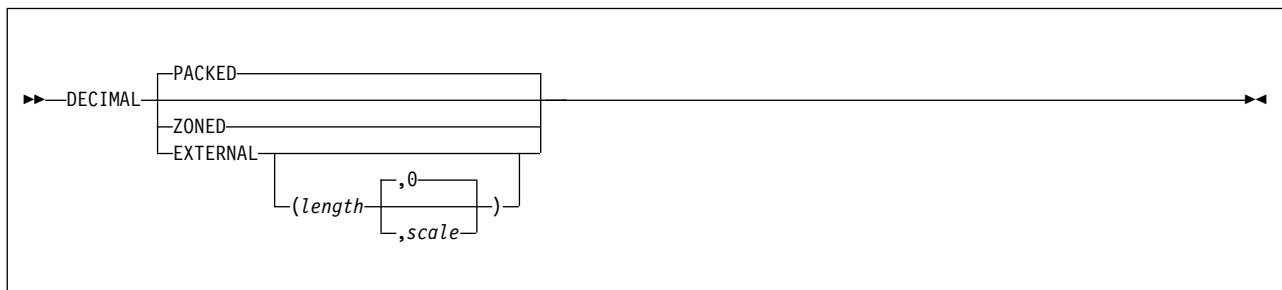 PACKED
DECIMAL
ZONED
EXTERNAL
,0
(length )
,scale